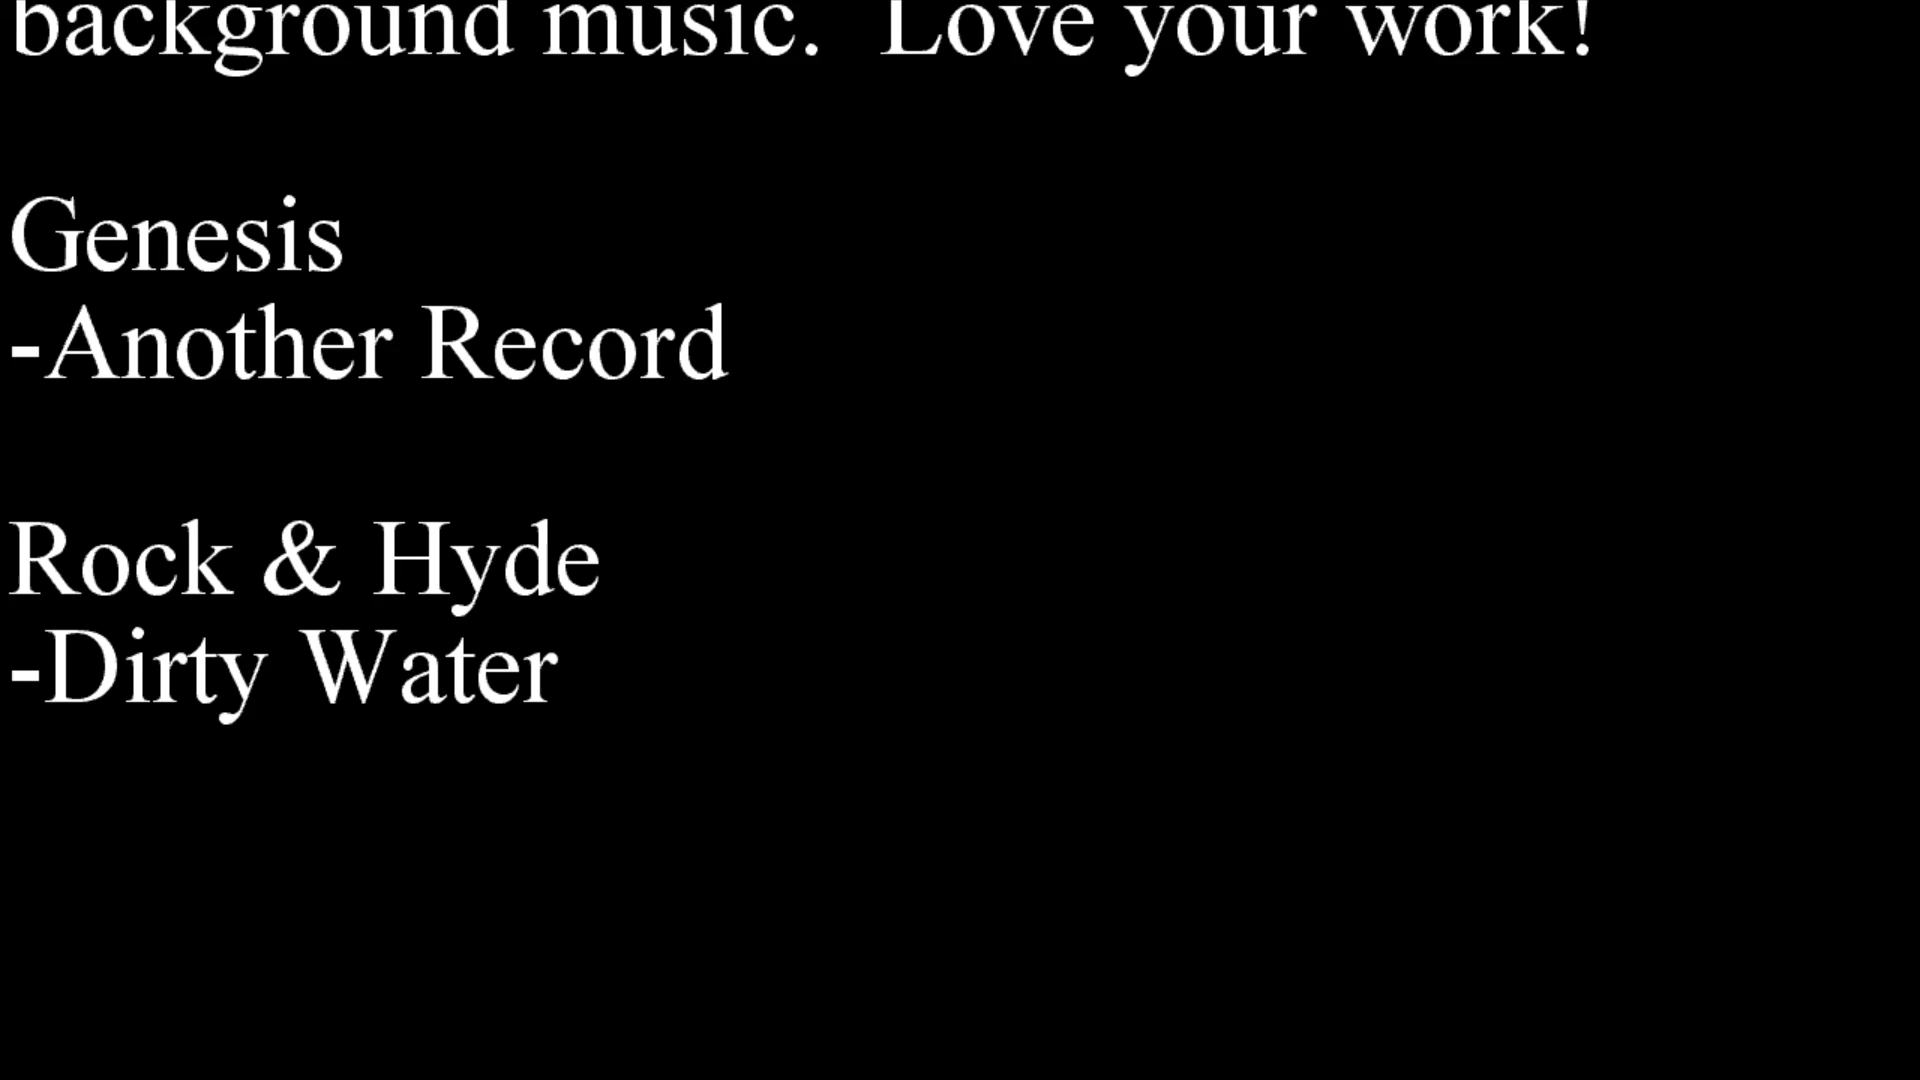 background music.  Love your work!
Genesis
-Another Record
Rock & Hyde
-Dirty Water